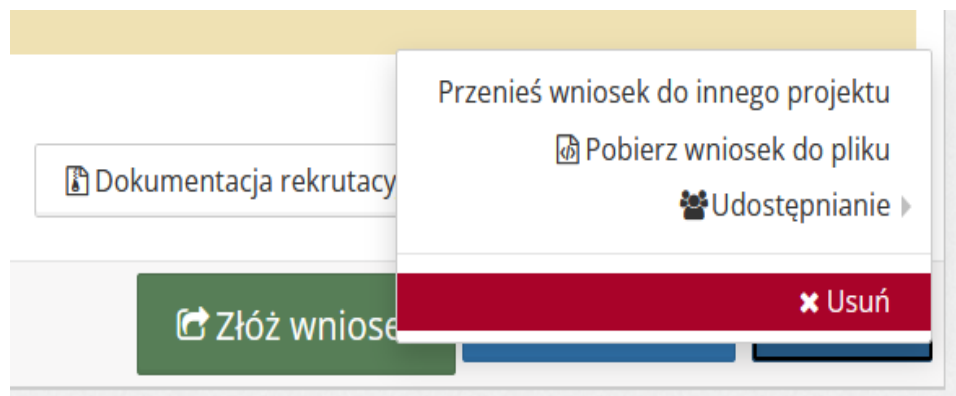 Przenieś wniosek do innego projektu
Pobierz wniosek do pliku
Dokumentacja rekrutacy
Udostępnianie
Usuń
Złóż wniose